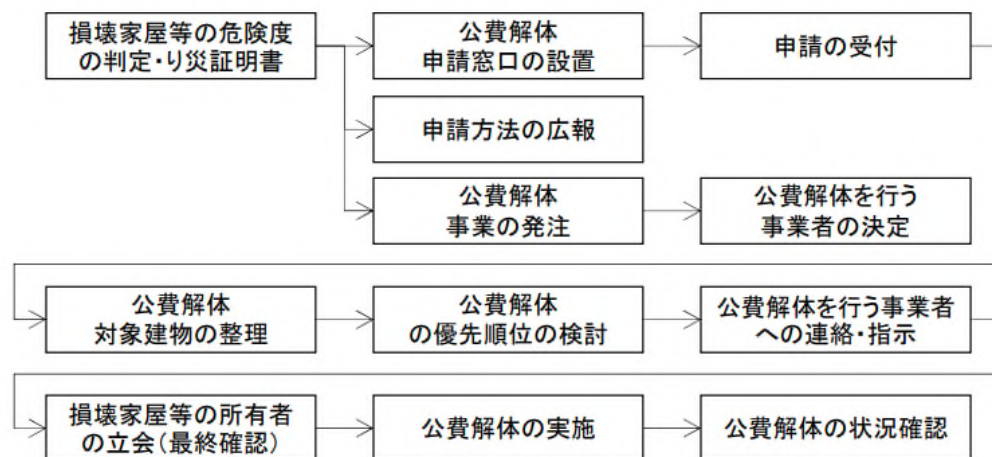 損壊家屋等の危険度
の判定・り災証明書
公費解体
申請窓口の設置
申請の受付
申請方法の広報
公費解体
事業の発注
公費解体を行う
事業者の決定
公費解体
対象建物の整理
公費解体
の優先順位の検討
公費解体を行う事業者
への連絡・指示
損壊家屋等の所有者
の立会(最終確認)
公費解体の実施
公費解体の状況確認